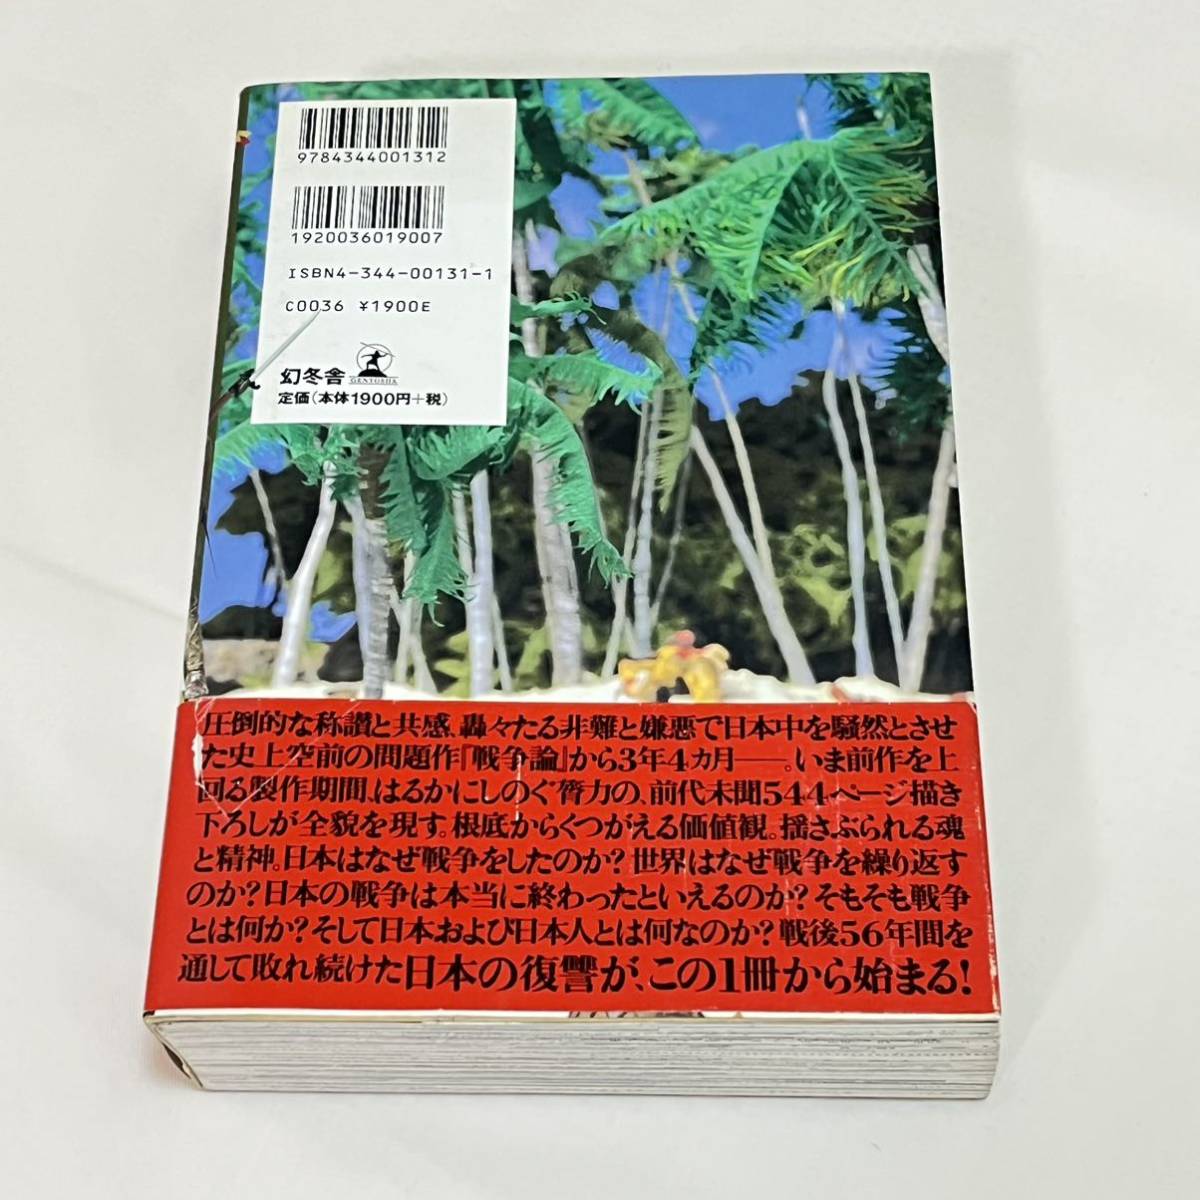 9784344001312
1920036019007
ISBN4-344-00131-1
C0036 ¥1900E
幻冬舎
GENTOSHA
定価(本体1900円+税)
圧倒的な称讃と共感、轟々たる非難と嫌悪で日本中を騒然とさせ
た史上空前の問題作『戦争論』から3年4カ月――。いま前作を上
回る製作期間、はるかにしのぐ膂力の、前代未聞544ページ描き
下ろしが全貌を現す。根底からくつがえる価値観。揺さぶられる魂
と精神。日本はなぜ戦争をしたのか?世界はなぜ戦争を繰り返す
のか?日本の戦争は本当に終わったといえるのか?そもそも戦争
とは何か?そして日本および日本人とは何なのか?戦後56年間を
通して敗れ続けた日本の復讐が、この1冊から始まる!